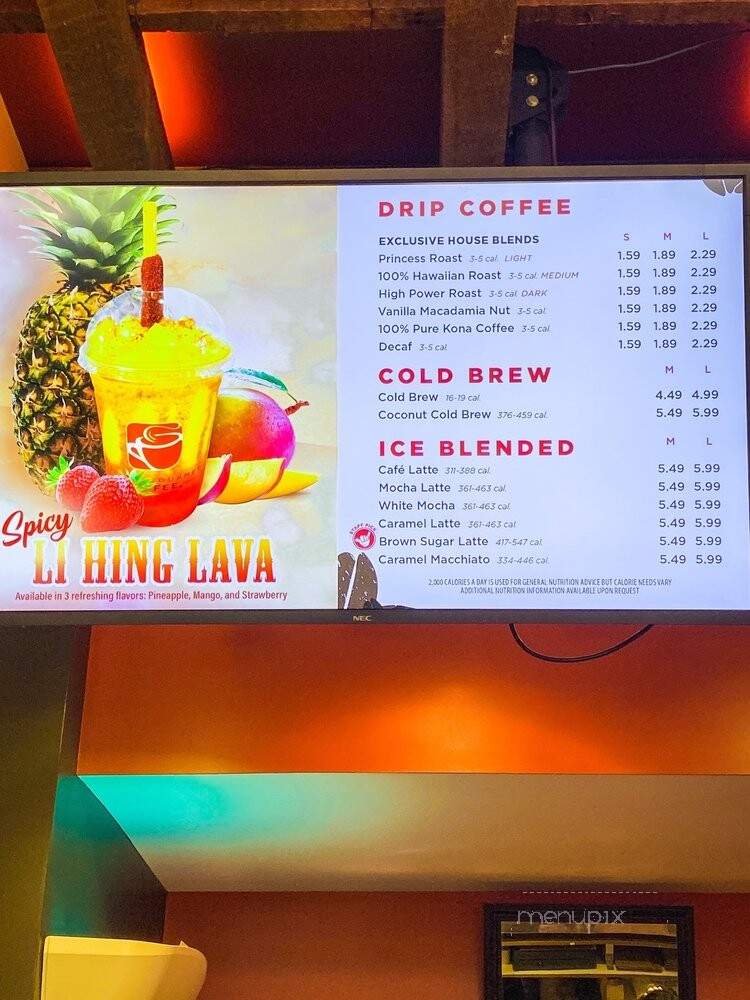 Spicy
LI HING LAVA
Available in 3 refreshing flavors: Pineapple, Mango, and Strawberry
DRIP COFFEE
EXCLUSIVE HOUSE BLENDS S M L
Princess Roast 3-5 cal. LIGHT 1.59 1.89 2.29
100% Hawaiian Roast 3-5 cal. MEDIUM 1.59 1.89 2.29
High Power Roast 3-5 cal. DARK 1.59 1.89 2.29
Vanilla Macadamia Nut 3-5 cal. 1.59 1.89 2.29
100% Pure Kona Coffee 3-5 cal. 1.59 1.89 2.29
Decaf 3-5 cal. 1.59 1.89 2.29
COLD BREW M L
Cold Brew 16-19 cal. 4.49 4.99
Coconut Cold Brew 376-459 cal. 5.49 5.99
ICE BLENDED M L
Café Latte 311-388 cal. 5.49 5.99
Mocha Latte 361-463 cal. 5.49 5.99
White Mocha 361-463 cal. 5.49 5.99
Caramel Latte 361-463 cal. 5.49 5.99
STAFF PICK
Brown Sugar Latte 417-547 cal. 5.49 5.99
Caramel Macchiato 334-446 cal. 5.49 5.99
2,000 CALORIES A DAY IS USED FOR GENERAL NUTRITION ADVICE BUT CALORIE NEEDS VARY
ADDITIONAL NUTRITION INFORMATION AVAILABLE UPON REQUEST
NEC
menupix